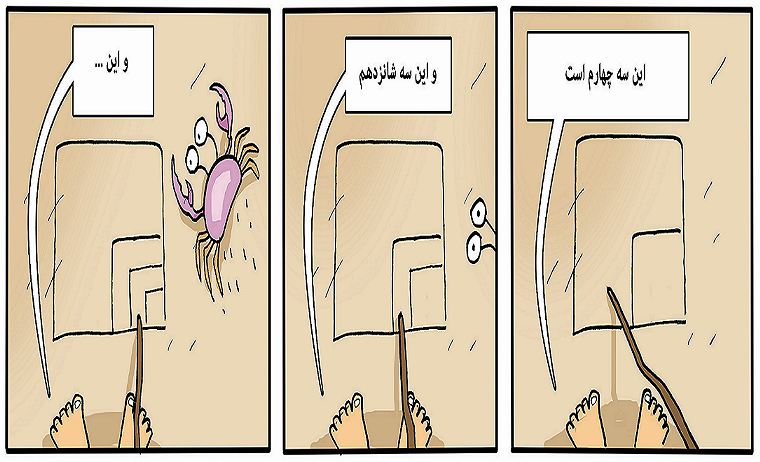 این سه چهارم است
و این سه شانزدهم
و این ...